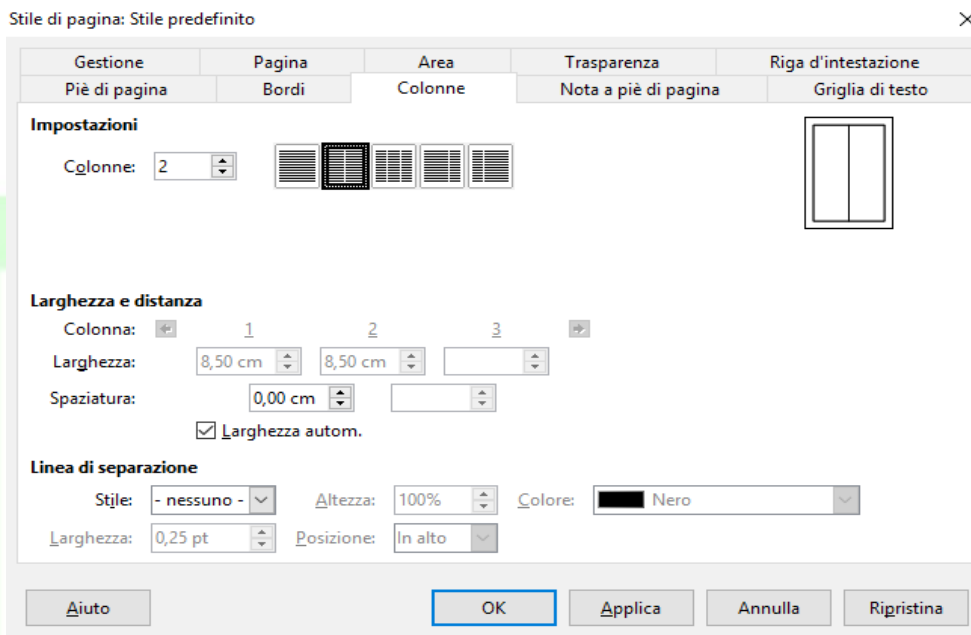 Stile di pagina: Stile predefinito
Gestione Pagina Area Trasparenza Riga d'intestazione
Piè di pagina Bordi Colonne Nota a piè di pagina Griglia di testo
Impostazioni
Colonne: 2
Larghezza e distanza
Colonna: 1 2 3
Larghezza: 8,50 cm 8,50 cm
Spaziatura: 0,00 cm
Larghezza autom.
Linea di separazione
Stile: - nessuno - Altezza: 100% Colore: Nero
Larghezza: 0,25 pt Posizione: In alto
Aiuto OK Applica Annulla Ripristina